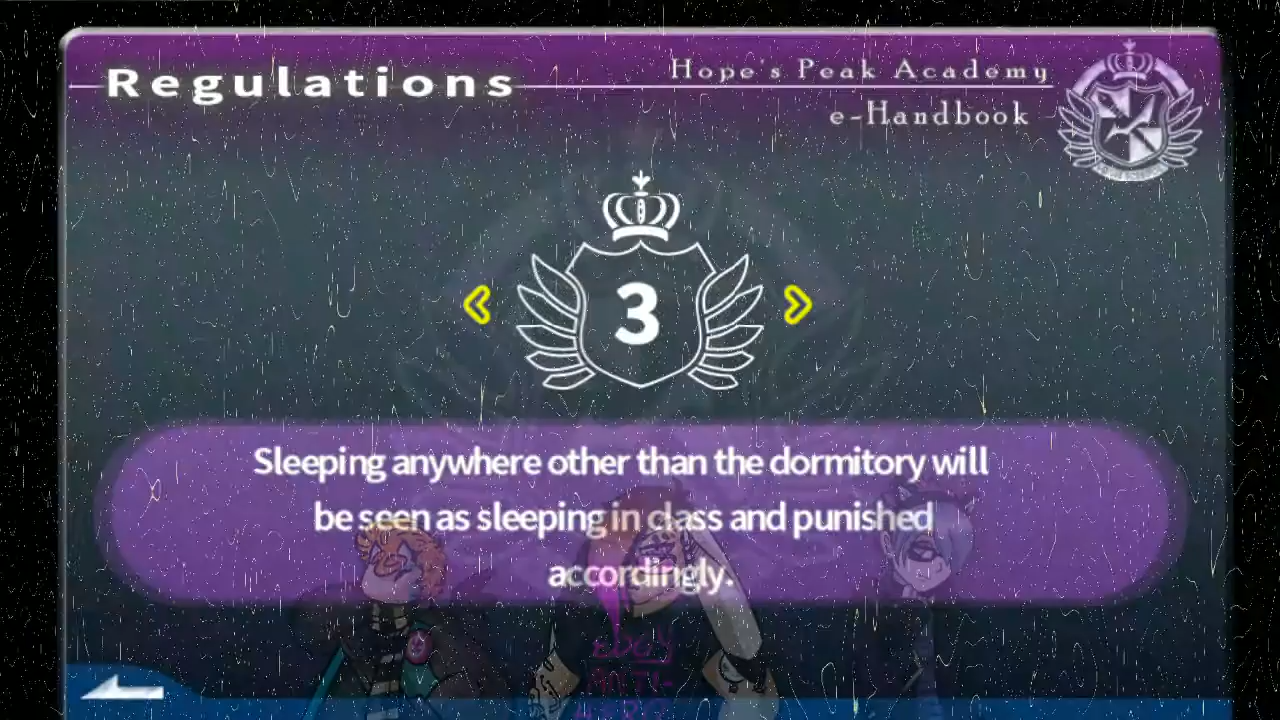 Regulations
Hope's Peak Academy
e-Handbook
3
Sleeping anywhere other than the dormitory will
be seen as sleeping in class and punished
accordingly.